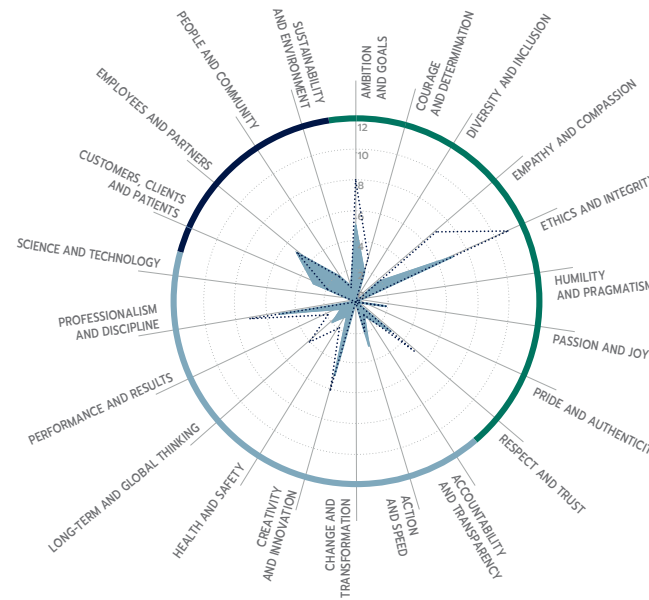 SUSTAINABILITY
AND ENVIRONMENT
AMBITION
AND GOALS
COURAGE
AND DETERMINATION
DIVERSITY AND INCLUSION
EMPATHY AND COMPASSION
ETHICS AND INTEGRIT
HUMILITY
AND PRAGMATISM
PASSION AND JOY
PRIDE AND AUTHENTICIT
RESPECT AND TRUST
ACCOUNTABILITY
AND TRANSPARENCY
ACTION
AND SPEED
CHANGE AND
TRANSFORMATION
CREATIVITY
AND INNOVATION
HEALTH AND SAFETY
LONG-TERM AND GLOBAL THINKING
PERFORMANCE AND RESULTS
PROFESSIONALISM
AND DISCIPLINE
SCIENCE AND TECHNOLOGY
CUSTOMERS, CLIENTS
AND PATIENTS
EMPLOYEES AND PARTNERS
PEOPLE AND COMMUNITY
12
10
8
6
4